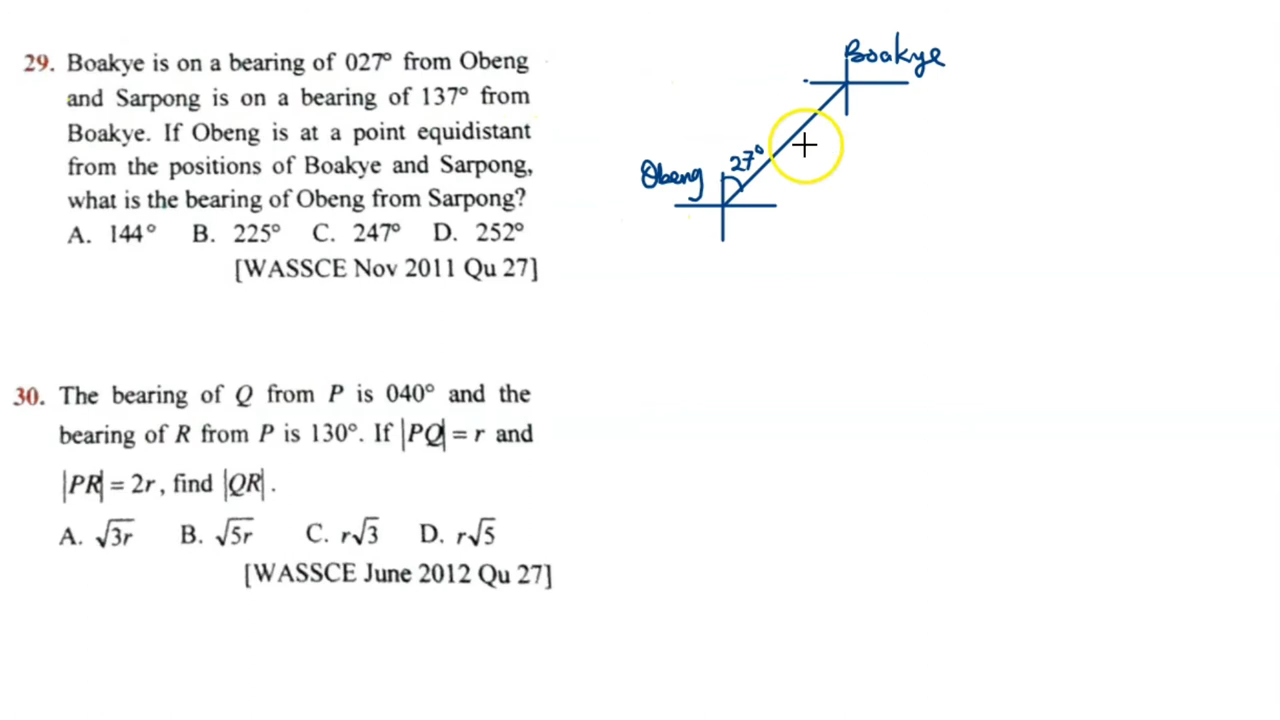 29. Boakye is on a bearing of 027° from Obeng
and Sarpong is on a bearing of 137° from
Boakye. If Obeng is at a point equidistant
from the positions of Boakye and Sarpong,
what is the bearing of Obeng from Sarpong?
A. 144° B. 225° C. 247° D. 252°
[WASSCE Nov 2011 Qu 27]
Boakye
Obeng
27°
30. The bearing of Q from P is 040° and the
bearing of R from P is 130°. If |PQ| = r and
|PR| = 2r, find |QR|.
A. √3r B. √5r C. r√3 D. r√5
[WASSCE June 2012 Qu 27]